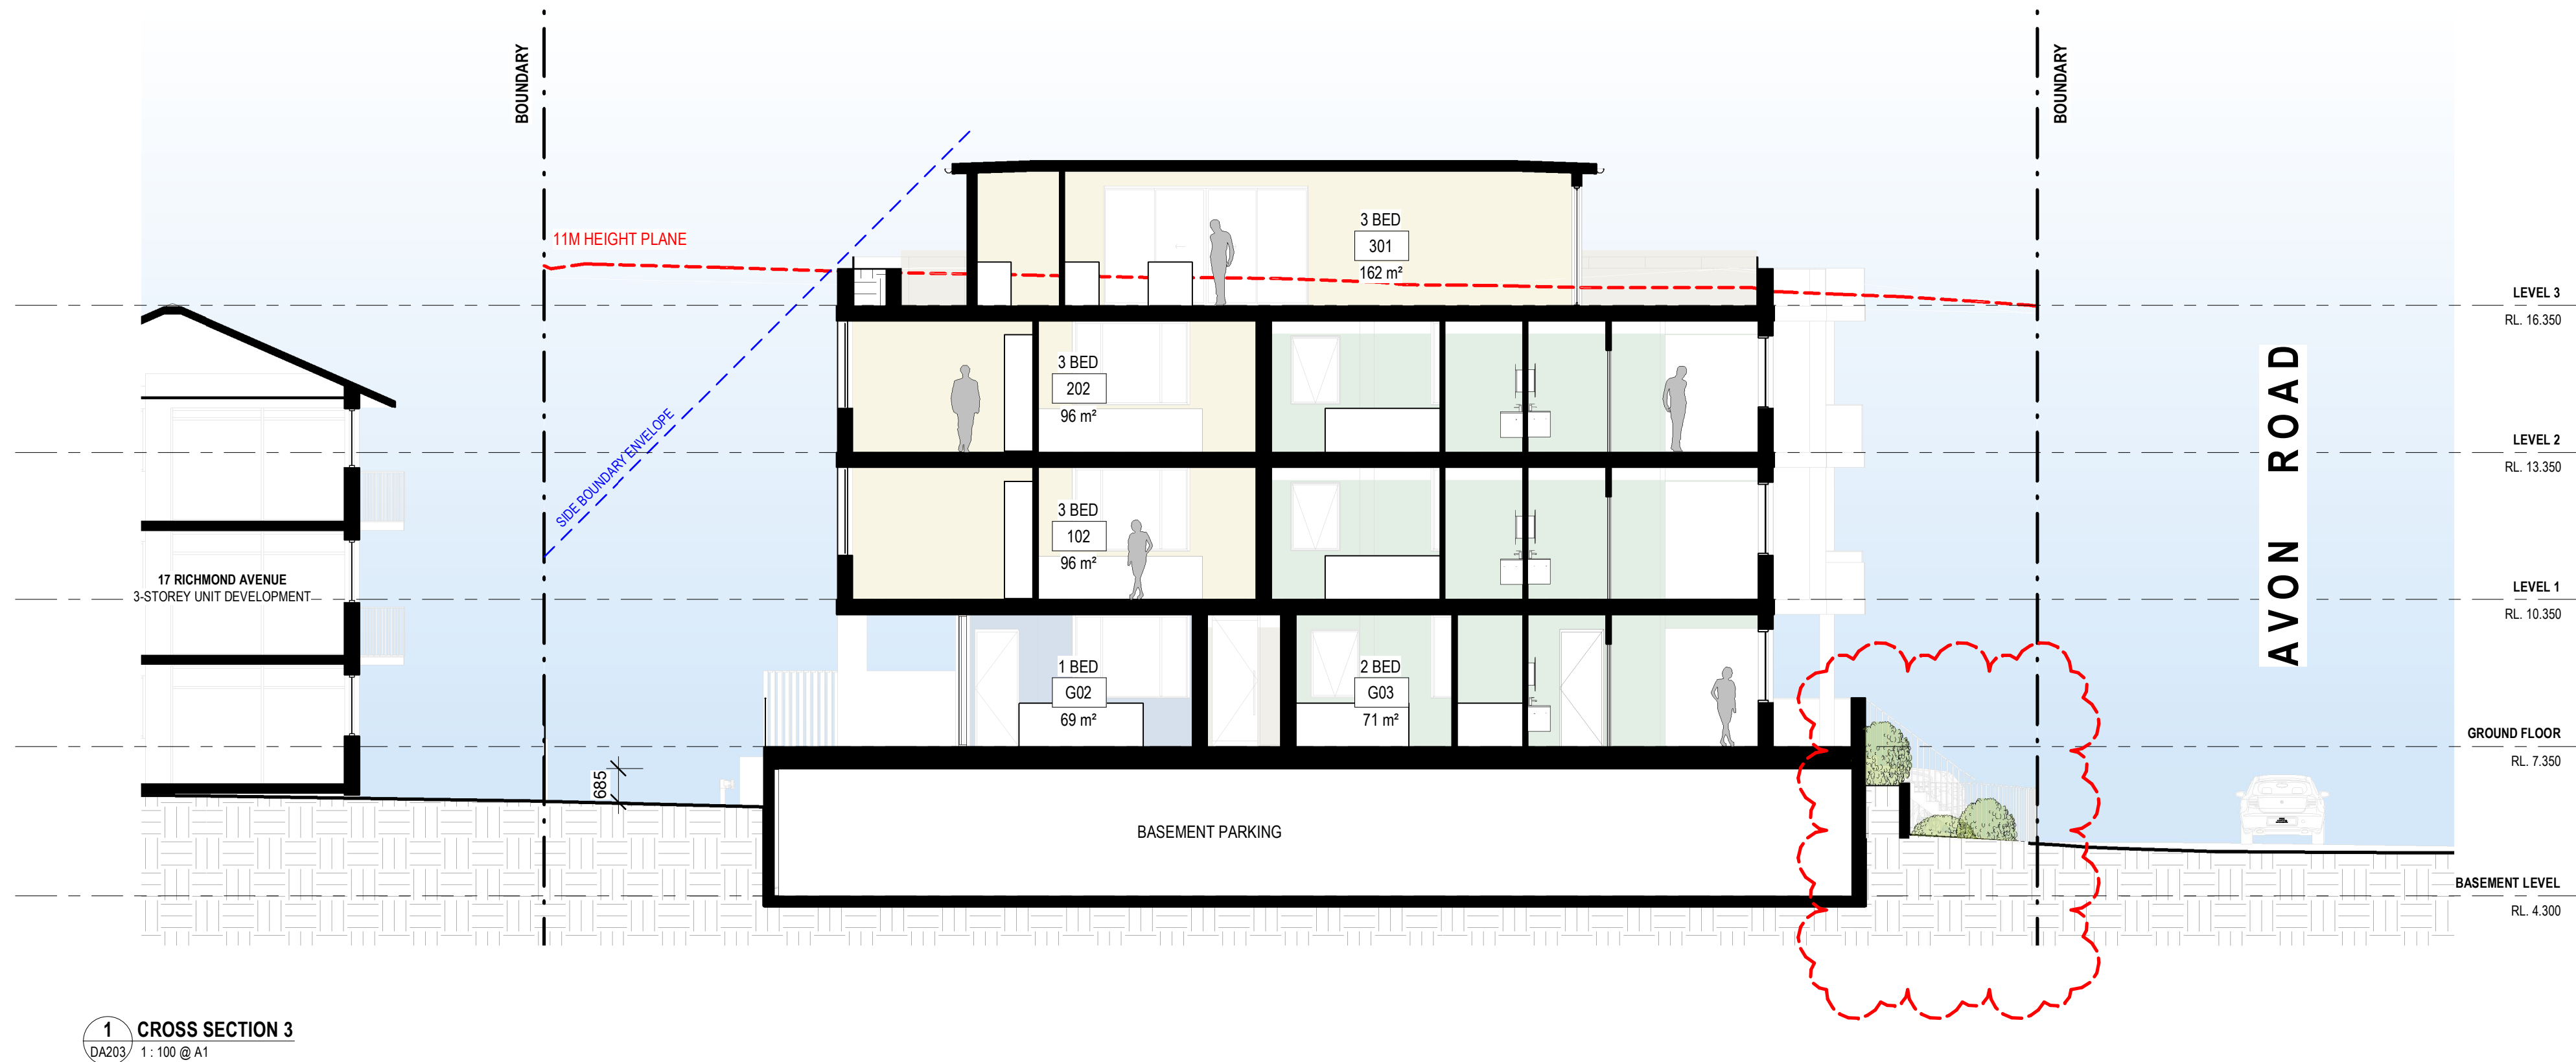 BOUNDARY
BOUNDARY
11M HEIGHT PLANE
SIDE BOUNDARY ENVELOPE
3 BED
301
162 m²
LEVEL 3
RL. 16.350
3 BED
202
96 m²
LEVEL 2
RL. 13.350
3 BED
102
96 m²
17 RICHMOND AVENUE
3-STOREY UNIT DEVELOPMENT
LEVEL 1
RL. 10.350
AVON ROAD
1 BED
G02
69 m²
2 BED
G03
71 m²
GROUND FLOOR
RL. 7.350
685
BASEMENT PARKING
BASEMENT LEVEL
RL. 4.300
1 CROSS SECTION 3
DA203 1 : 100 @ A1